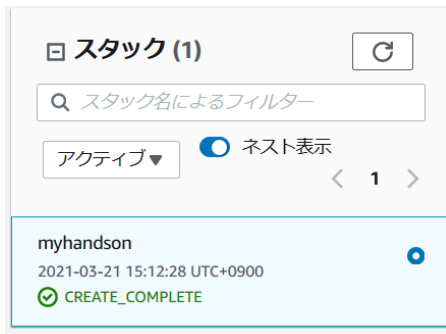 スタック (1)
スタック名によるフィルター
アクティブ▼
ネスト表示
1
myhandson
2021-03-21 15:12:28 UTC+0900
CREATE_COMPLETE